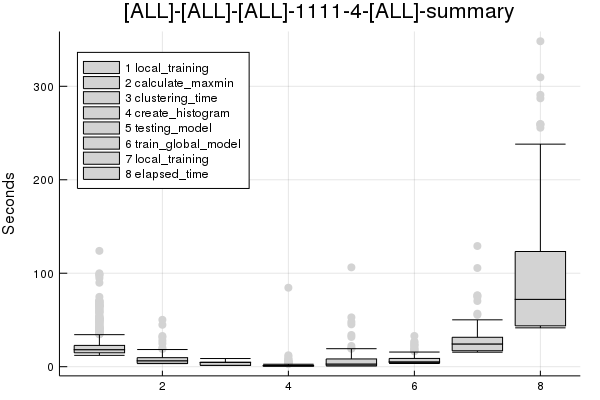 [ALL]-[ALL]-[ALL]-1111-4-[ALL]-summary
Seconds
300
200
100
0
1 local_training
2 calculate_maxmin
3 clustering_time
4 create_histogram
5 testing_model
6 train_global_model
7 local_training
8 elapsed_time
2 4 6 8